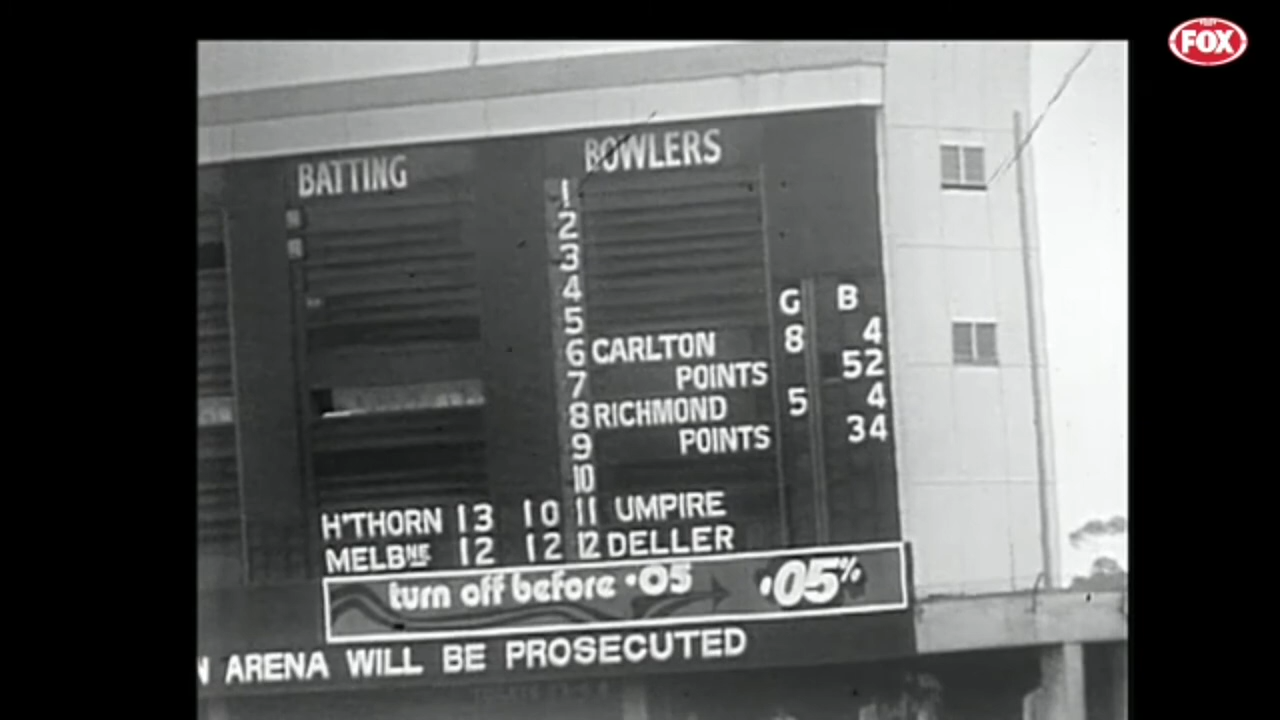 FOX
BATTING
BOWLERS
1
2
3
4
5
G B
6 CARLTON 8 4
7 POINTS 52
8 RICHMOND 5 4
9 POINTS 34
10
H'THORN 13 10 11 UMPIRE
MELBNE 12 12 12 DELLER
turn off before .05 .05%
N ARENA WILL BE PROSECUTED